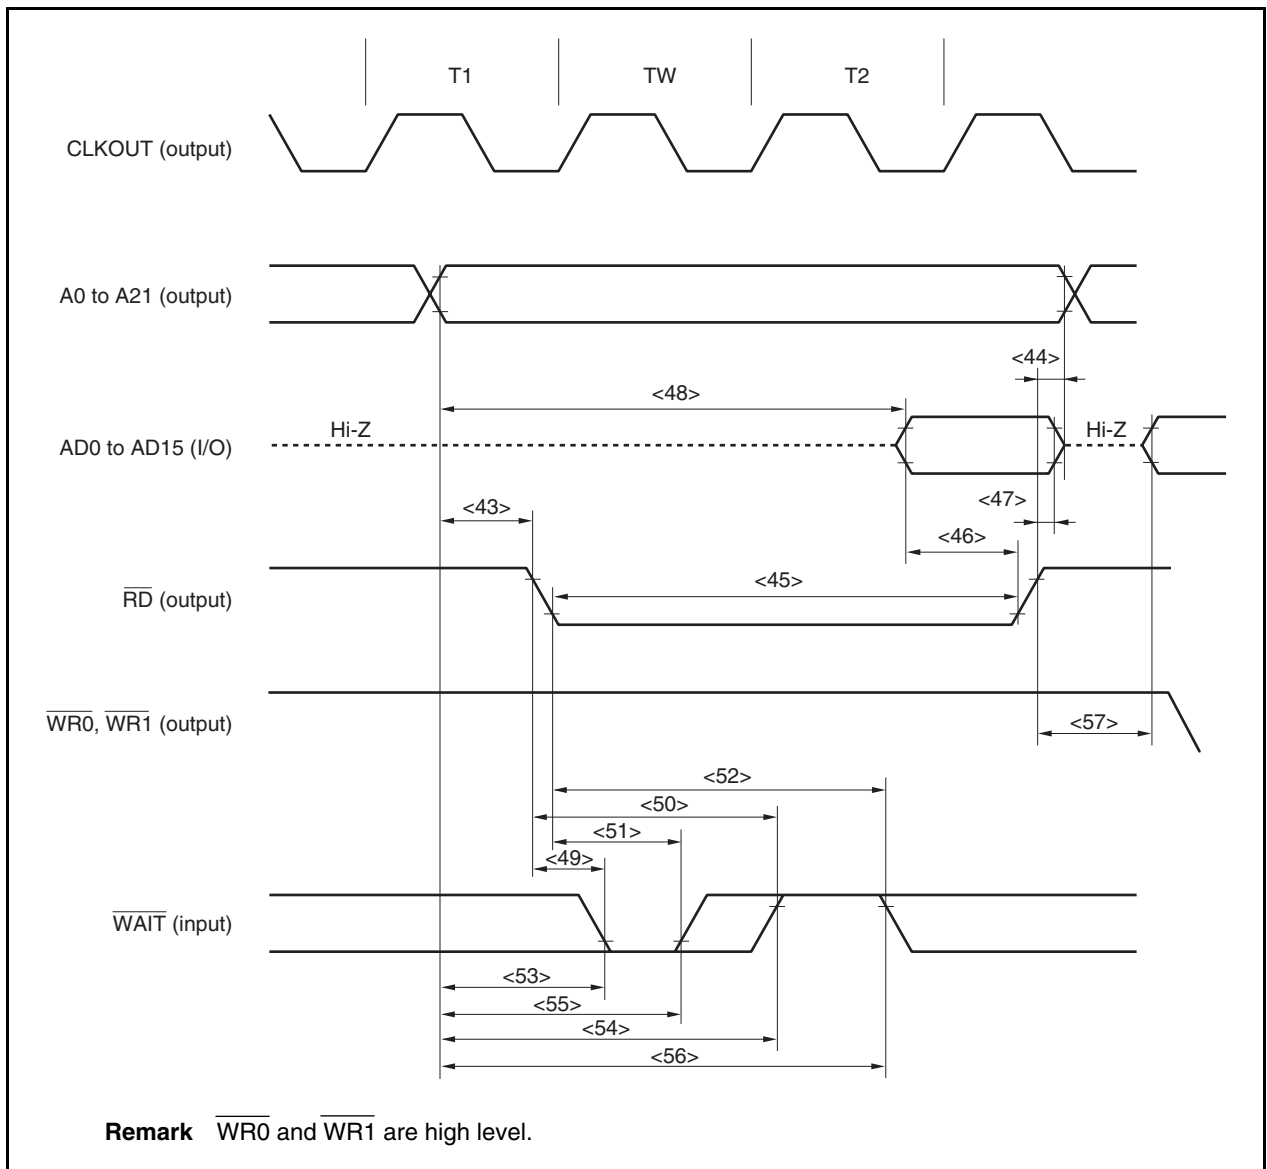 T1 TW T2
CLKOUT (output)
A0 to A21 (output)
<44>
<48>
Hi-Z Hi-Z
AD0 to AD15 (I/O)
<43> <47>
<46>
<45>
RD (output)
WR0, WR1 (output)
<57>
<52>
<50>
<51>
<49>
WAIT (input)
<53>
<55>
<54>
<56>
Remark WR0 and WR1 are high level.